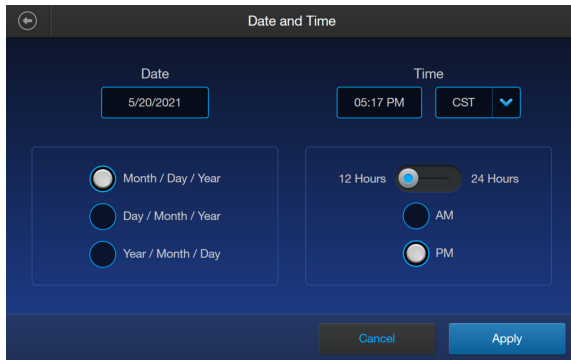 Date and Time
Date
Time
5/20/2021
05:17 PM
CST
Month / Day / Year
Day / Month / Year
Year / Month / Day
12 Hours
24 Hours
AM
PM
Cancel
Apply